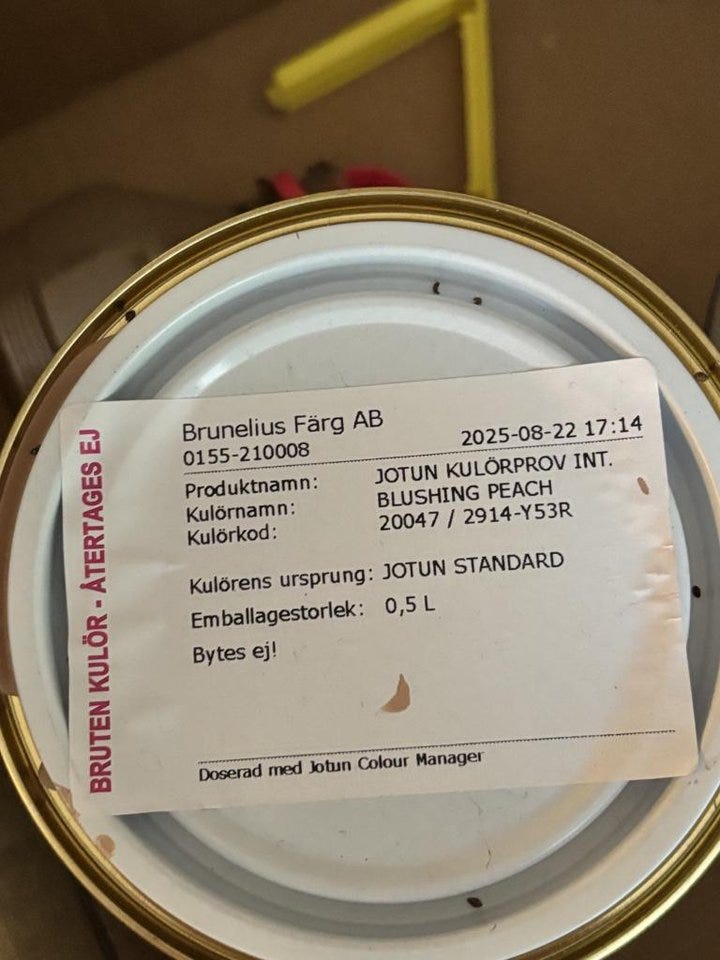 BRUTEN KULÖR - ÅTERTAGES EJ
Brunelius Färg AB
0155-210008 2025-08-22 17:14
Produktnamn: JOTUN KULÖRPROV INT.
Kulörnamn: BLUSHING PEACH
Kulörkod: 20047 / 2914-Y53R
Kulörens ursprung: JOTUN STANDARD
Emballagestorlek: 0,5 L
Bytes ej!
Doserad med Jotun Colour Manager